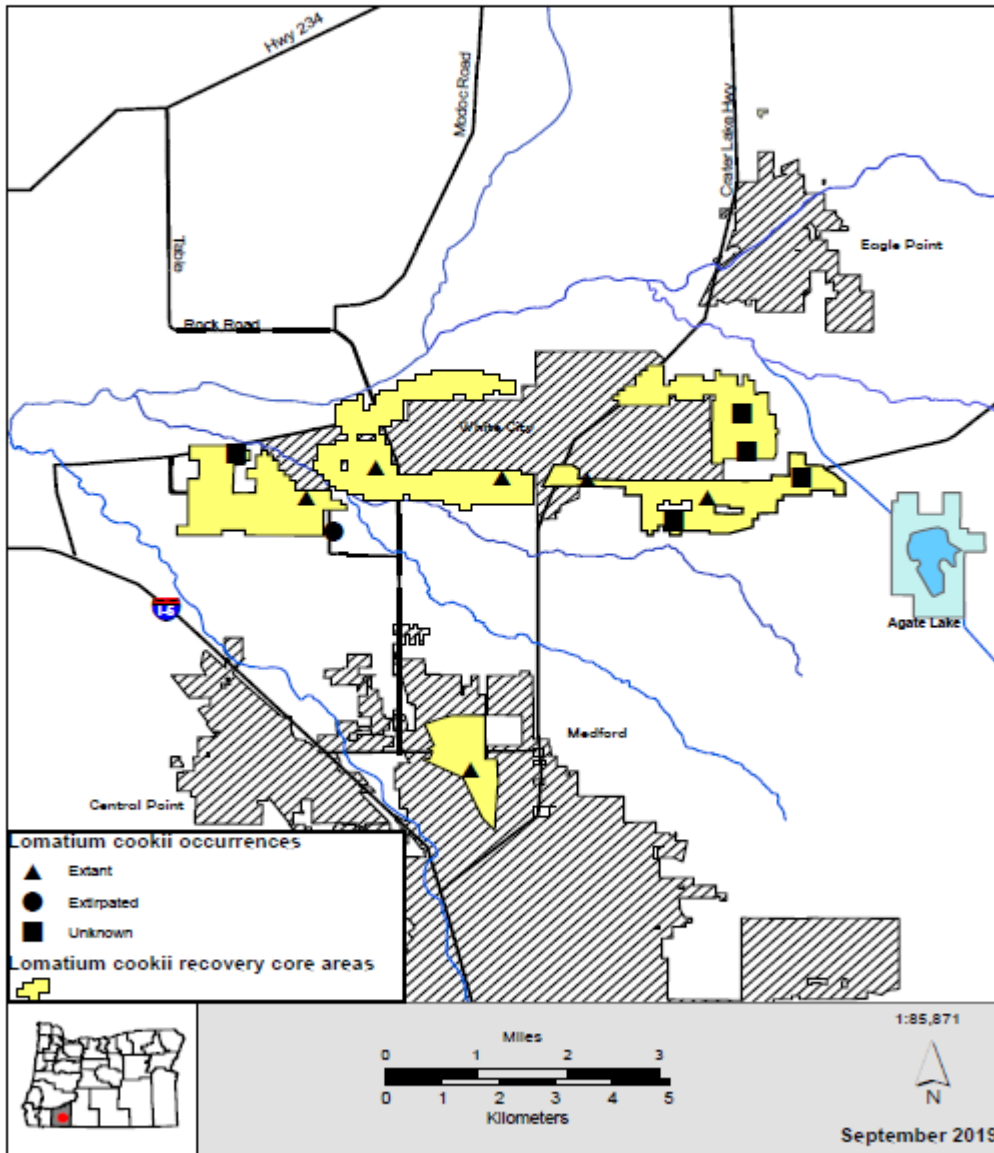 Hwy 234
Modoc Road
Crater Lake Hwy
Table
Eagle Point
Rock Road
White City
I-5
Agate Lake
Medford
Central Point
Lomatium cookii occurrences
Extant
Extirpated
Unknown
Lomatium cookii recovery core areas
Miles
0 1 2 3
0 1 2 3 4 5
Kilometers
1:85,871
N
September 2019